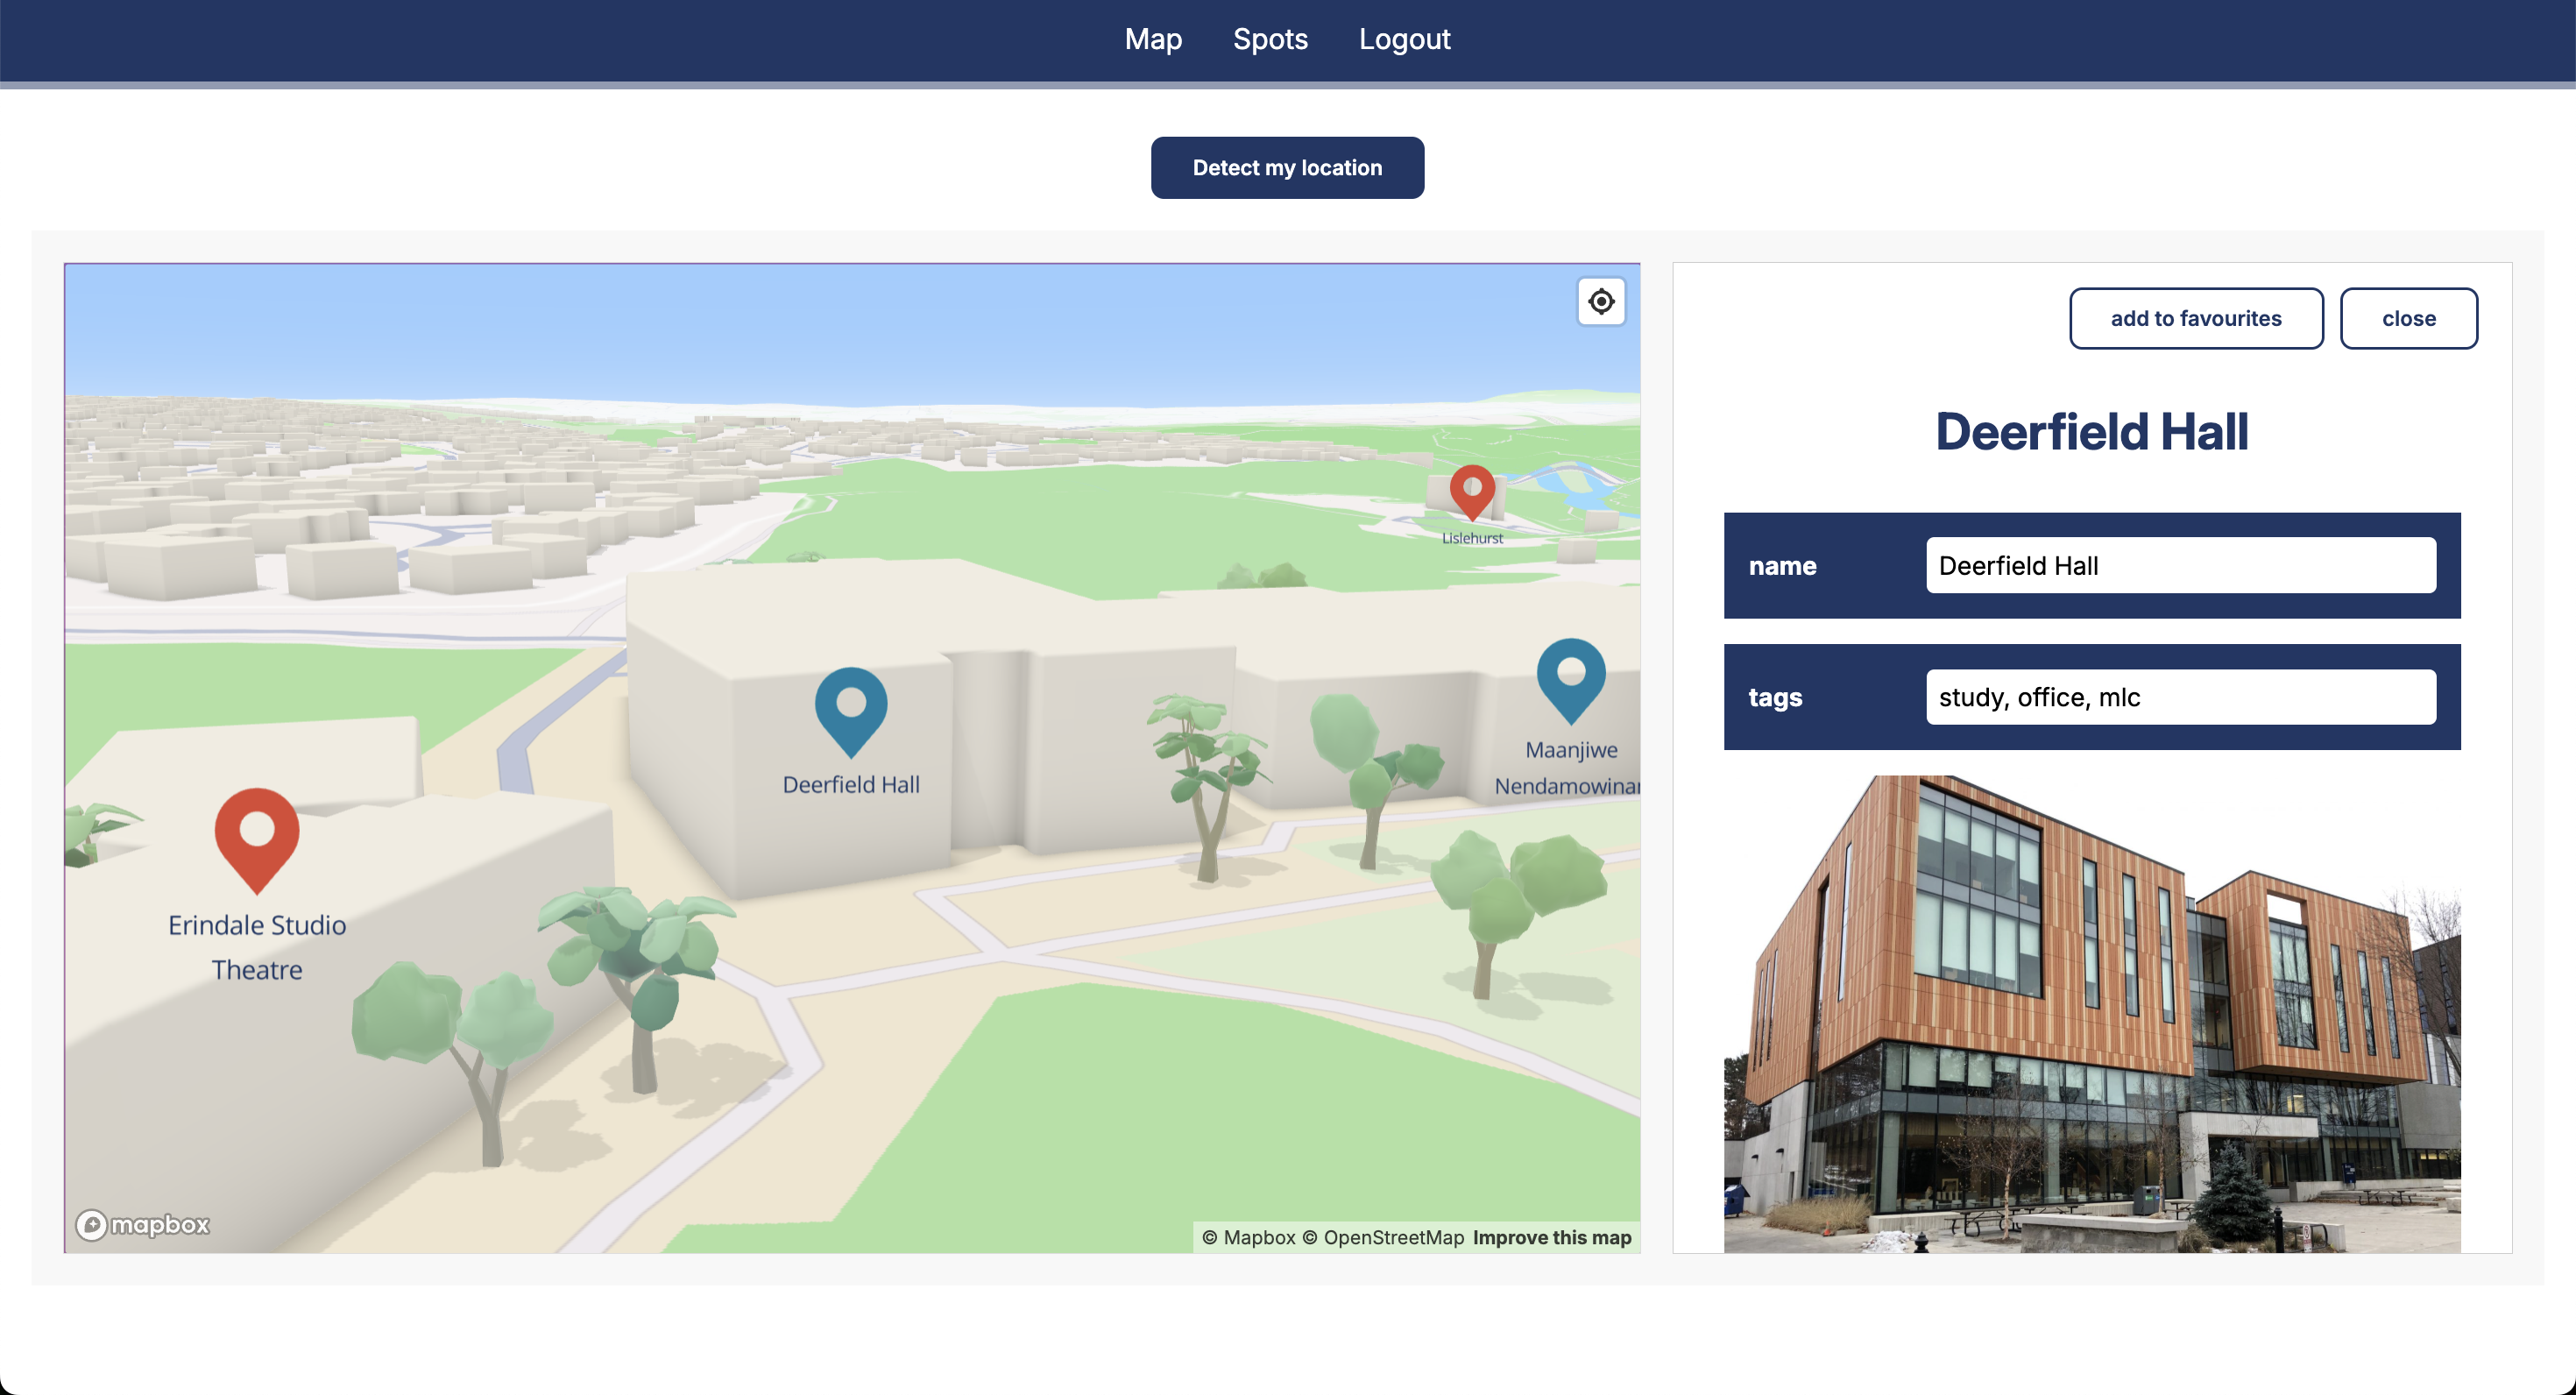 Map Spots Logout
Detect my location
Lislehurst
Deerfield Hall
Maanjiwe
Erindale Studio
Theatre
mapbox
© Mapbox © OpenStreetMap Improve this map
add to favourites close
Deerfield Hall
name Deerfield Hall
tags study, office, mlc